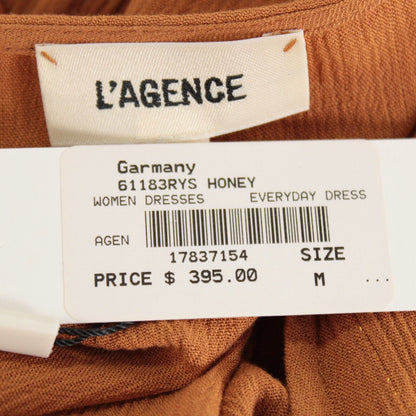 L'AGENCE
Garmany
61183RYS HONEY
WOMEN DRESSES EVERYDAY DRESS
AGEN
17837154 SIZE
PRICE $ 395.00 M ...